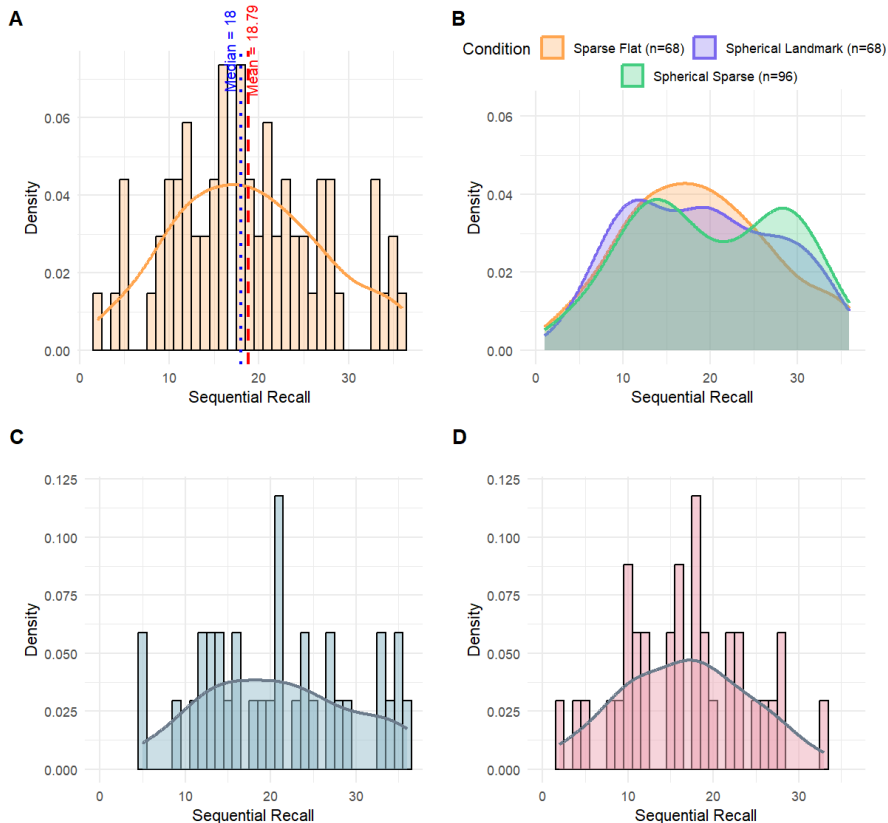 A
Median = 18
Mean = 18.79
0.06
0.04
0.02
0.00
Density
0
10
20
30
Sequential Recall
B
Condition
Sparse Flat (n=68)
Spherical Landmark (n=68)
Spherical Sparse (n=96)
0.06
0.04
0.02
0.00
Density
0
10
20
30
Sequential Recall
C
0.125
0.100
0.075
0.050
0.025
0.000
Density
0
10
20
30
Sequential Recall
D
0.125
0.100
0.075
0.050
0.025
0.000
Density
0
10
20
30
Sequential Recall